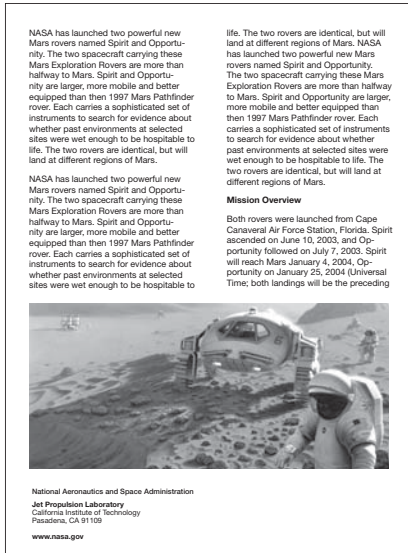 NASA has launched two powerful new
Mars rovers named Spirit and Opportu-
nity. The two spacecraft carrying these
Mars Exploration Rovers are more than
halfway to Mars. Spirit and Opportu-
nity are larger, more mobile and better
equipped than then 1997 Mars Pathfinder
rover. Each carries a sophisticated set of
instruments to search for evidence about
whether past environments at selected
sites were wet enough to be hospitable to
life. The two rovers are identical, but will
land at different regions of Mars.
NASA has launched two powerful new
Mars rovers named Spirit and Opportu-
nity. The two spacecraft carrying these
Mars Exploration Rovers are more than
halfway to Mars. Spirit and Opportu-
nity are larger, more mobile and better
equipped than then 1997 Mars Pathfinder
rover. Each carries a sophisticated set of
instruments to search for evidence about
whether past environments at selected
sites were wet enough to be hospitable to
life. The two rovers are identical, but will
land at different regions of Mars. NASA
has launched two powerful new Mars
rovers named Spirit and Opportunity.
The two spacecraft carrying these Mars
Exploration Rovers are more than halfway
to Mars. Spirit and Opportunity are larger,
more mobile and better equipped than
then 1997 Mars Pathfinder rover. Each
carries a sophisticated set of instruments
to search for evidence about whether
past environments at selected sites were
wet enough to be hospitable to life. The
two rovers are identical, but will land at
different regions of Mars.
Mission Overview
Both rovers were launched from Cape
Canaveral Air Force Station, Florida. Spirit
ascended on June 10, 2003, and Op-
portunity followed on July 7, 2003. Spirit
will reach Mars January 4, 2004, Op-
portunity on January 25, 2004 (Universal
Time; both landings will be the preceding
National Aeronautics and Space Administration
Jet Propulsion Laboratory
California Institute of Technology
Pasadena, CA 91109
www.nasa.gov